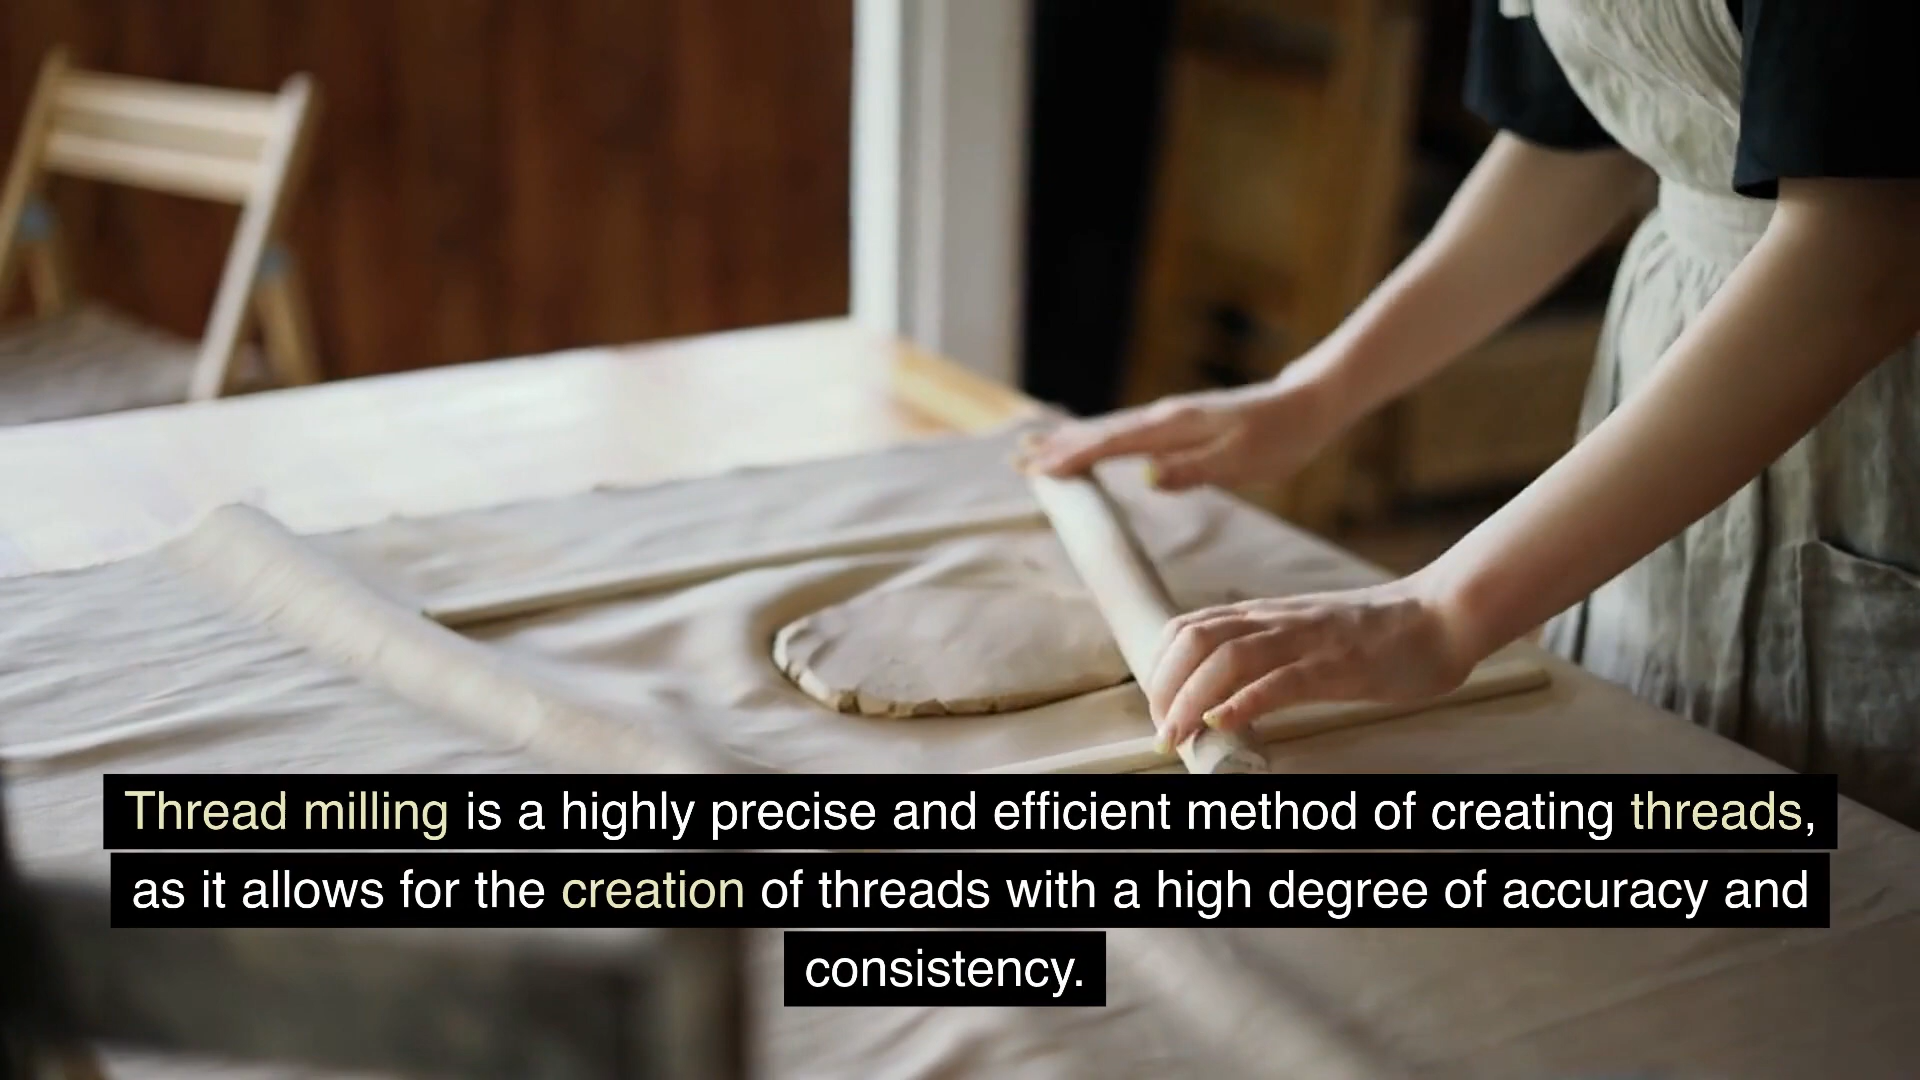 Thread milling is a highly precise and efficient method of creating threads,
as it allows for the creation of threads with a high degree of accuracy and
consistency.